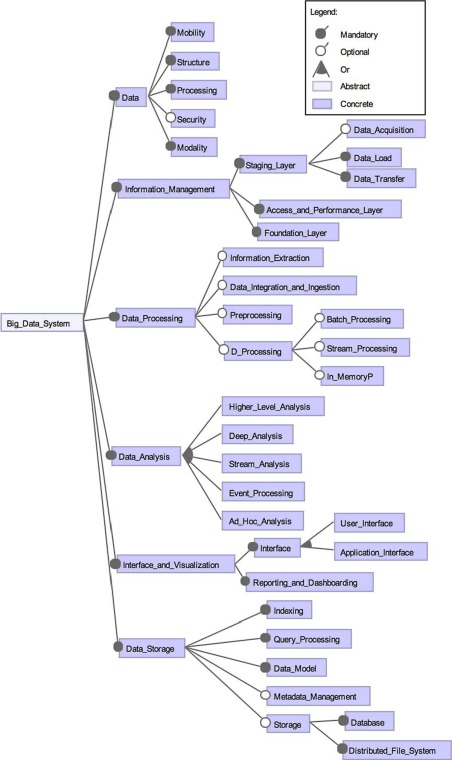 Legend:
Mandatory
Optional
Or
Abstract
Concrete
Mobility
Structure
Data
Processing
Security
Modality
Data_Acquisition
Staging_Layer
Data_Load
Data_Transfer
Information_Management
Access_and_Performance_Layer
Foundation_Layer
Information_Extraction
Data_Integration_and_Ingestion
Big_Data_System
Data_Processing
Preprocessing
Batch_Processing
D_Processing
Stream_Processing
In_MemoryP
Higher_Level_Analysis
Deep_Analysis
Data_Analysis
Stream_Analysis
Event_Processing
Ad_Hoc_Analysis
User_Interface
Interface
Application_Interface
Interface_and_Visualization
Reporting_and_Dashboarding
Indexing
Query_Processing
Data_Storage
Data_Model
Metadata_Management
Storage
Database
Distributed_File_System